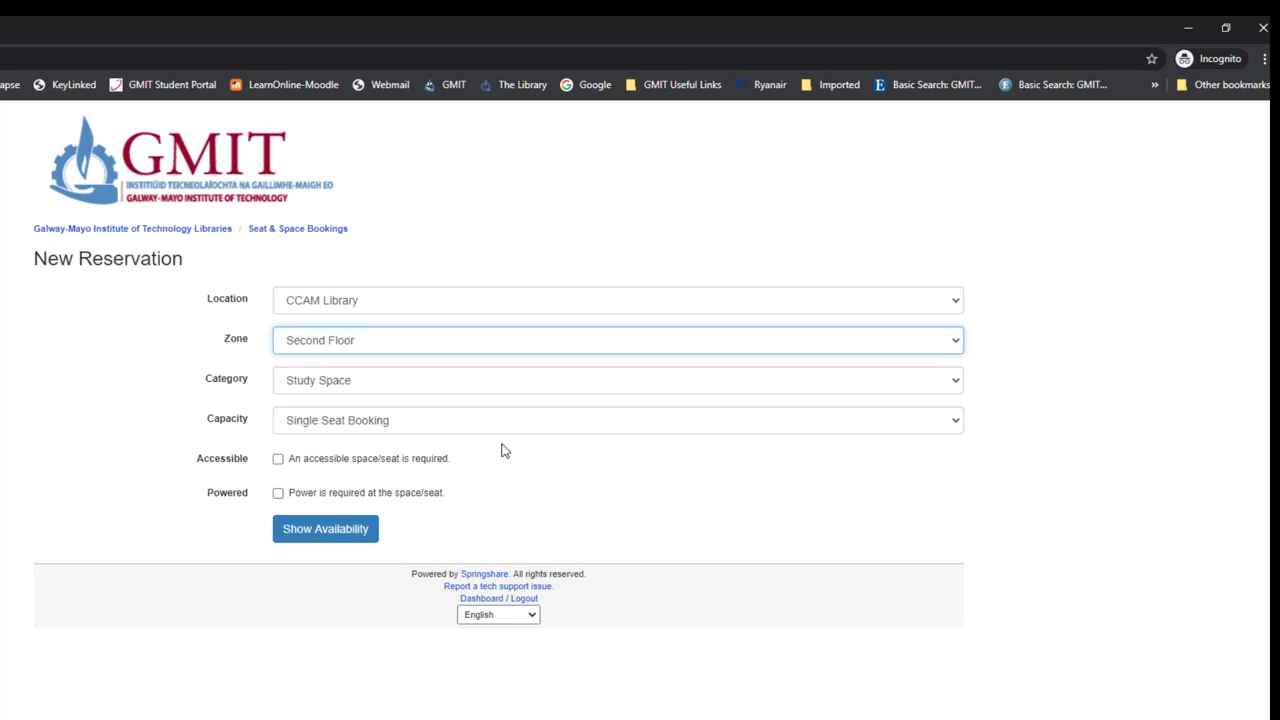 Incognito
apse KeyLinked GMIT Student Portal LearnOnline-Moodle Webmail GMIT The Library Google GMIT Useful Links Ryanair Imported Basic Search: GMIT... Basic Search: GMIT... » Other bookmarks
GMIT
INSTITIÚID TEICNEOLAÍOCHTA NA GAILLIMHE-MAIGH EO
GALWAY-MAYO INSTITUTE OF TECHNOLOGY
Galway-Mayo Institute of Technology Libraries / Seat & Space Bookings
New Reservation
Location CCAM Library
Zone Second Floor
Category Study Space
Capacity Single Seat Booking
Accessible An accessible space/seat is required.
Powered Power is required at the space/seat.
Show Availability
Powered by Springshare. All rights reserved.
Report a tech support issue.
Dashboard / Logout
English